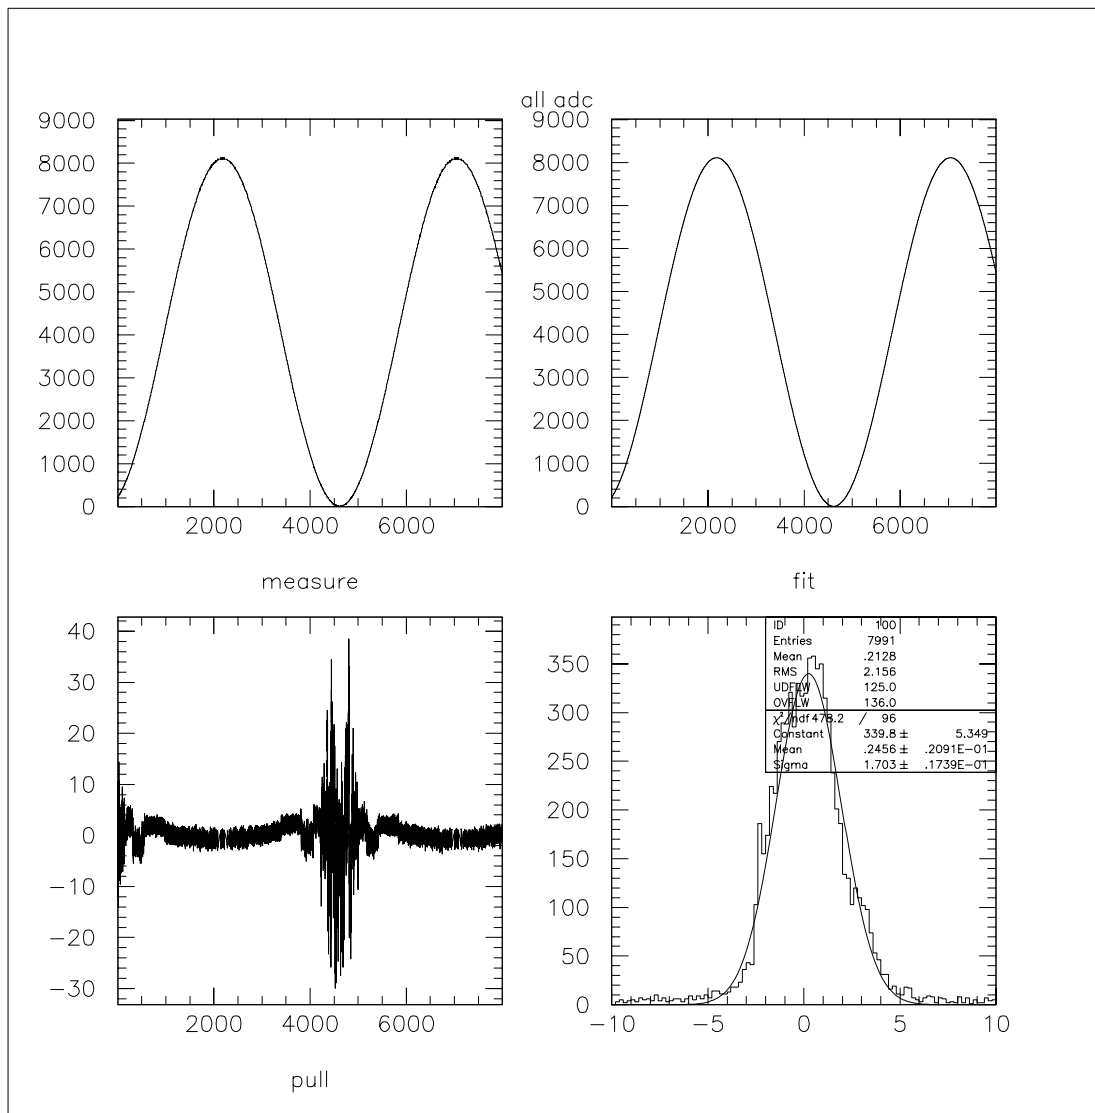 all adc
9000
8000
7000
6000
5000
4000
3000
2000
1000
0
2000 4000 6000
measure
9000
8000
7000
6000
5000
4000
3000
2000
1000
0
2000 4000 6000
fit
40
30
20
10
0
−10
−20
−30
2000 4000 6000
pull
350
300
250
200
150
100
50
0
−10 −5 0 5 10
ID 100
Entries 7991
Mean .2128
RMS 2.156
UDFLW 125.0
OVFLW 136.0
χ²/ndf 478.2 / 96
Constant 339.8 ± 5.349
Mean .2456 ± .2091E−01
Sigma 1.703 ± .1739E−01